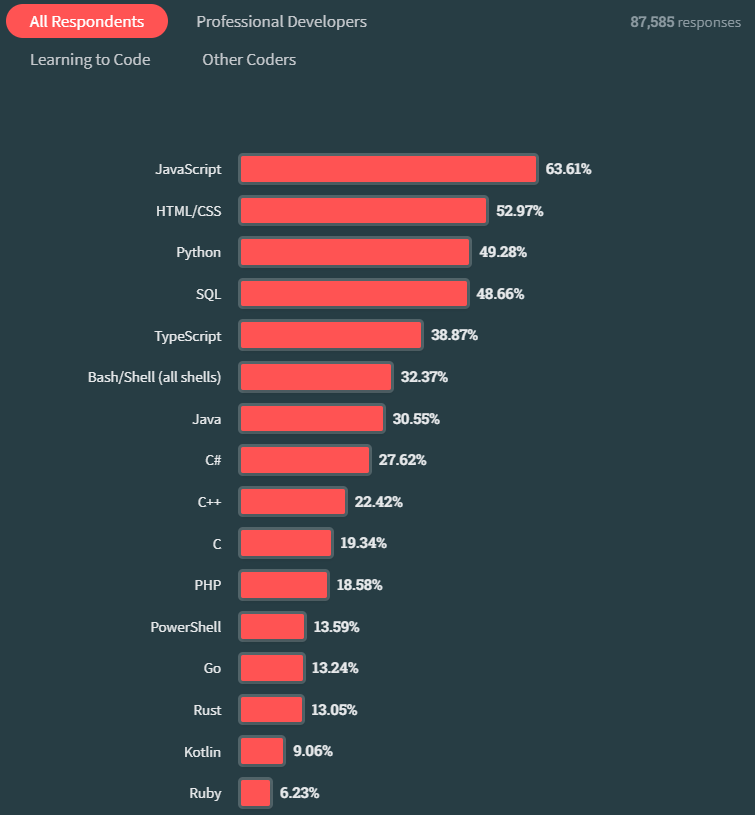 All Respondents Professional Developers 87,585 responses
Learning to Code Other Coders
JavaScript 63.61%
HTML/CSS 52.97%
Python 49.28%
SQL 48.66%
TypeScript 38.87%
Bash/Shell (all shells) 32.37%
Java 30.55%
C# 27.62%
C++ 22.42%
C 19.34%
PHP 18.58%
PowerShell 13.59%
Go 13.24%
Rust 13.05%
Kotlin 9.06%
Ruby 6.23%